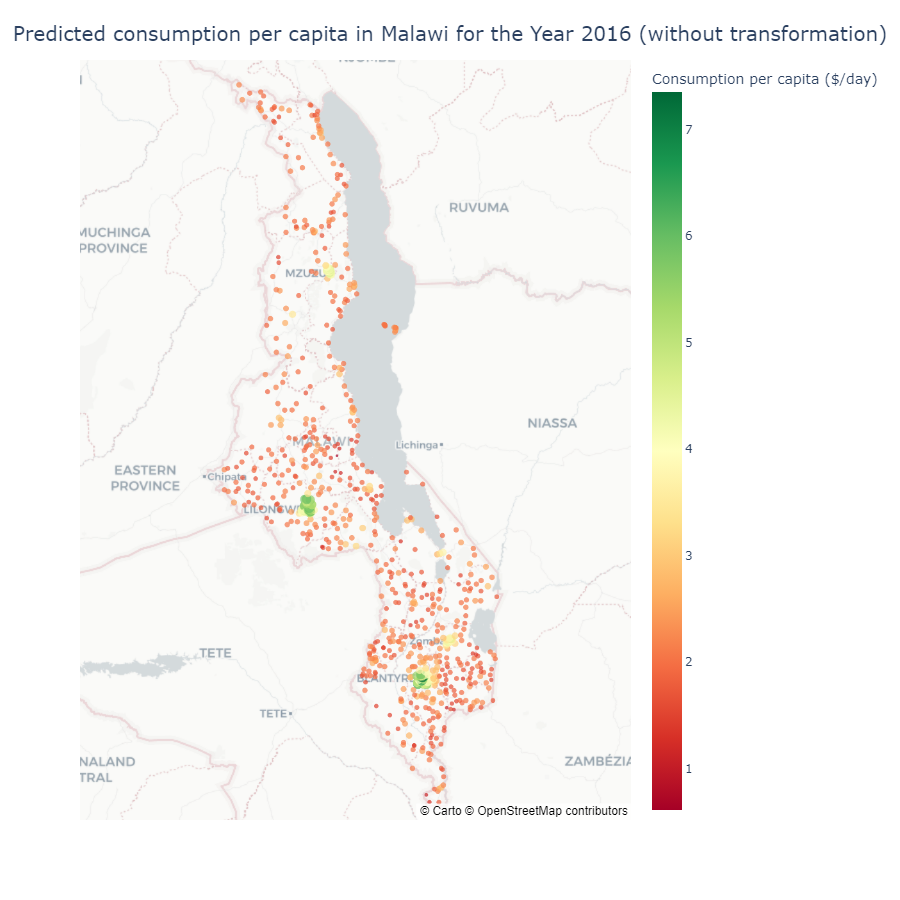 Predicted consumption per capita in Malawi for the Year 2016 (without transformation)
Consumption per capita ($/day)
7
6
5
4
3
2
1
RUVUMA
MUCHINGA
PROVINCE
MZUZU
NIASSA
MALAWI
Lichinga
EASTERN
PROVINCE
Chipata
LILONGWE
Zomba
TETE
BLANTYRE
TETE
NALAND
TRAL
ZAMBÉZIA
© Carto © OpenStreetMap contributors